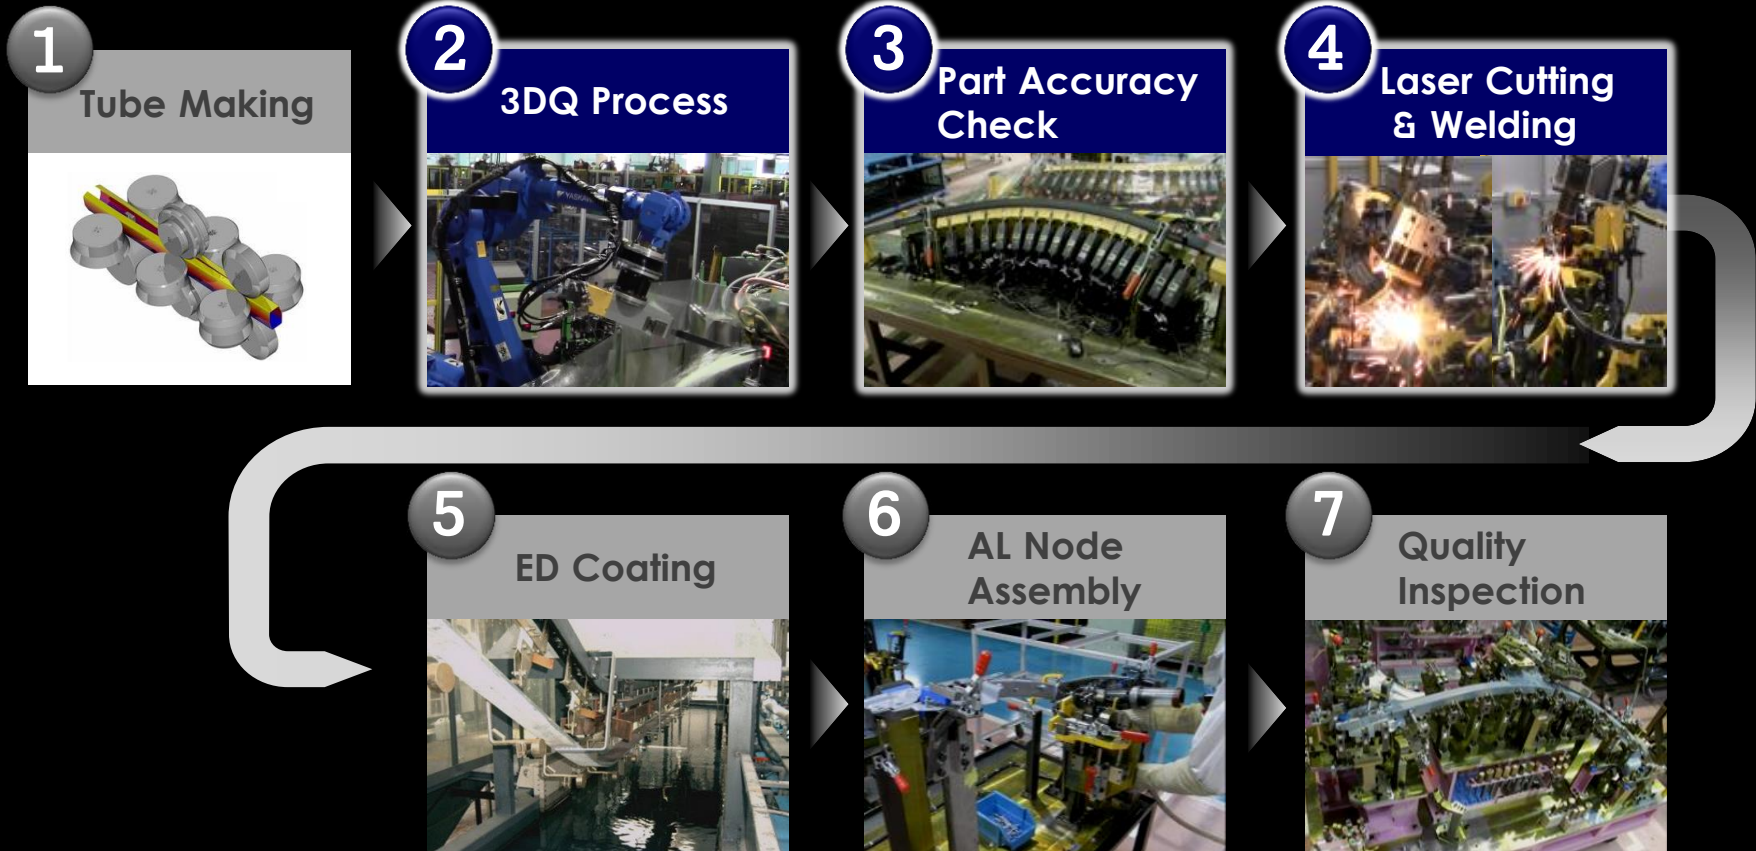 1
Tube Making
2
3DQ Process
3
Part Accuracy
Check
4
Laser Cutting
& Welding
YASKAWA
5
ED Coating
6
AL Node
Assembly
7
Quality
Inspection